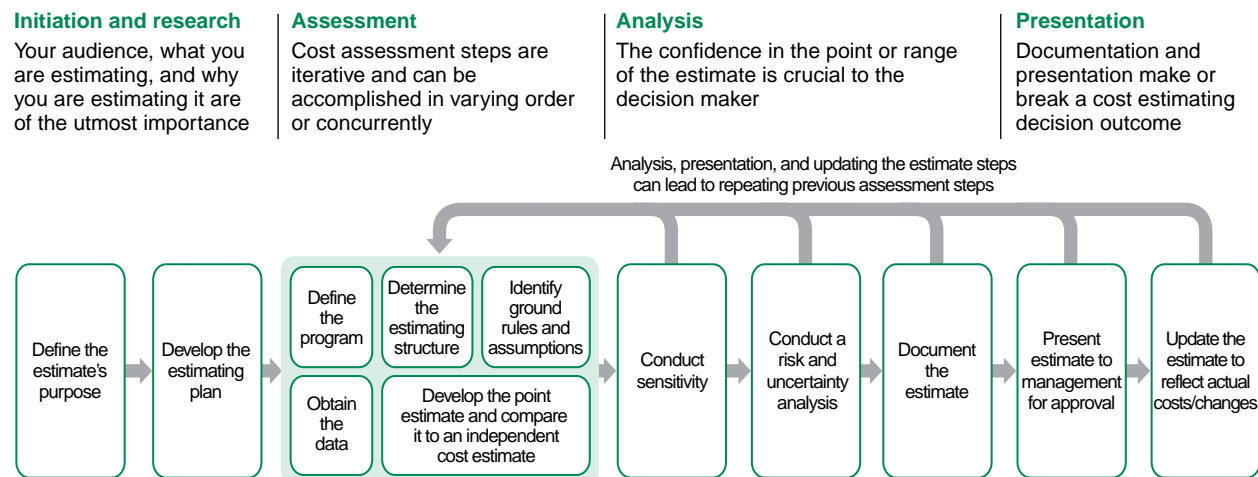 Initiation and research
Your audience, what you
are estimating, and why
you are estimating it are
of the utmost importance
Assessment
Cost assessment steps are
iterative and can be
accomplished in varying order
or concurrently
Analysis
The confidence in the point or range
of the estimate is crucial to the
decision maker
Presentation
Documentation and
presentation make or
break a cost estimating
decision outcome
Analysis, presentation, and updating the estimate steps
can lead to repeating previous assessment steps
Define the
estimate's
purpose
Develop the
estimating
plan
Define
the
program
Determine
the
estimating
structure
Identify
ground
rules and
assumptions
Obtain
the
data
Develop the point
estimate and compare
it to an independent
cost estimate
Conduct
sensitivity
Conduct a
risk and
uncertainty
analysis
Document
the
estimate
Present
estimate to
management
for approval
Update the
estimate to
reflect actual
costs/changes